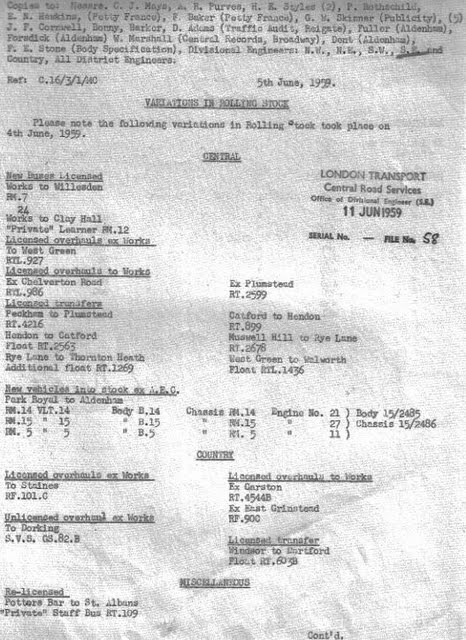 Copies to: Messrs. C. J. Mays, A. R. Purves, H. E. Styles (2), P. Rothschild,
E. N. Hawkins, (Petty France), F. Baker (Petty France), G. W. Skinner (Publicity), (5)
J. F. Cornwell, Bonny, Barker, D. Adams (Traffic Audit, Reigate), Fuller (Aldenham),
Forsdick (Aldenham) W. Marshall (Central Records, Broadway), Dent (Aldenham),
F. E. Stone (Body Specification), Divisional Engineers: N.W., N.E., S.W., S.E. and
Country, All District Engineers.
Ref: C.16/3/1/40
5th June, 1959.
VARIATIONS IN ROLLING STOCK
Please note the following variations in Rolling Stock took place on
4th June, 1959.
CENTRAL
New Buses Licensed
Works to Willesden
RM.7
24
Works to Clay Hall
"Private" Learner RM.12
Licensed overhauls ex Works
To West Green
RTL.927
Licensed overhauls to Works
Ex Chelverton Road
RTL.986
Licensed transfers
Peckham to Plumstead
RT.4216
Hendon to Catford
Float RT.2563
Rye Lane to Thornton Heath
Additional float RT.1269
LONDON TRANSPORT
Central Road Services
Office of Divisional Engineer (S.E.)
11 JUN 1959
SERIAL No. — FILE No. 58
Ex Plumstead
RT.2599
Catford to Hendon
RT.899
Muswell Hill to Rye Lane
RT.2678
West Green to Walworth
Float RTL.1436
New vehicles into stock ex A.E.C.
Park Royal to Aldenham
RM.14 VLT.14 Body B.14 Chassis RM.14 Engine No. 21 ) Body 15/2485
RM.15 " 15 " B.15 " RM.15 " 27 ) Chassis 15/2486
RM. 5 " 5 " B.5 " RM. 5 " 11 )
COUNTRY
Licensed overhauls ex Works
To Staines
RF.101.C
Unlicensed overhaul ex Works
To Dorking
S.V.S. GS.82.B
Licensed overhauls to Works
Ex Garston
RT.4544B
Ex East Grinstead
RF.90C
Licensed transfer
Windsor to Dartford
Float RT.603B
MISCELLANEOUS
Re-licensed
Potters Bar to St. Albans
"Private" Staff Bus RT.109
Cont'd.